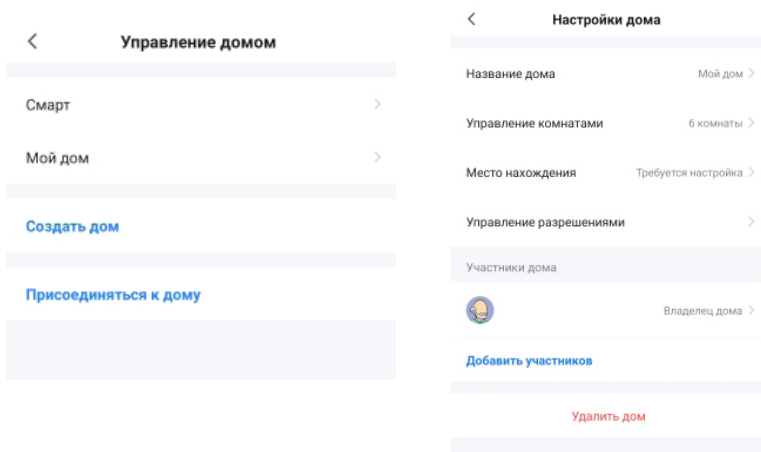 Управление домом
Смарт
Мой дом
Создать дом
Присоединяться к дому
Настройки дома
Название дома Мой дом
Управление комнатами 6 комнаты
Место нахождения Требуется настройка
Управление разрешениями
Участники дома
Владелец дома
Добавить участников
Удалить дом